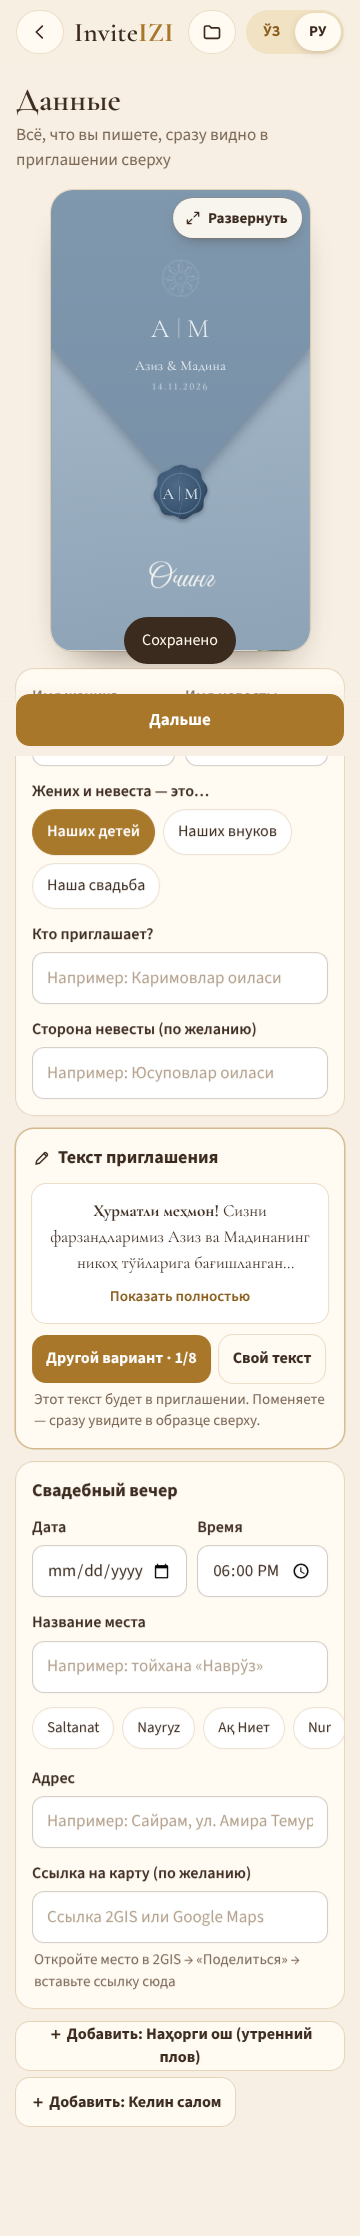 InviteIZI
ЎЗ
РУ
Данные
Всё, что вы пишете, сразу видно в
приглашении сверху
Развернуть
A | M
Азиз & Мадина
14.11.2026
A | M
Очинг
Сохранено
Дальше
Жених и невеста — это…
Наших детей
Наших внуков
Наша свадьба
Кто приглашает?
Например: Каримовлар оиласи
Сторона невесты (по желанию)
Например: Юсуповлар оиласи
Текст приглашения
Ҳурматли меҳмон! Сизни
фарзандларимиз Азиз ва Мадинанинг
никоҳ тўйларига бағишланган…
Показать полностью
Другой вариант · 1/8
Свой текст
Этот текст будет в приглашении. Поменяете
— сразу увидите в образце сверху.
Свадебный вечер
Дата
Время
mm/dd/yyyy
06:00 PM
Название места
Например: тойхана «Наврўз»
Saltanat
Nayryz
Ақ Ниет
Nur
Адрес
Например: Сайрам, ул. Амира Темур
Ссылка на карту (по желанию)
Ссылка 2GIS или Google Maps
Откройте место в 2GIS → «Поделиться» →
вставьте ссылку сюда
+ Добавить: Наҳорги ош (утренний
плов)
+ Добавить: Келин салом